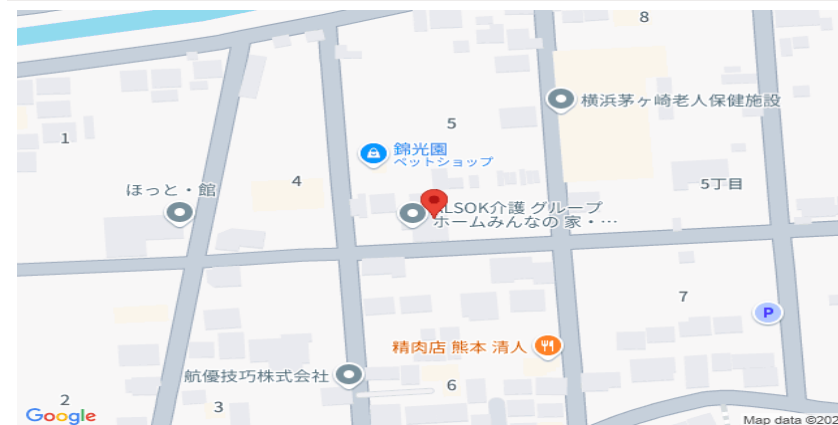 8
横浜茅ヶ崎老人保健施設
5
1
錦光園
ペットショップ
4
5丁目
ほっと・館
ALSOK介護 グループ
ホームみんなの 家・…
7
P
精肉店 熊本 清人
航優技巧株式会社
6
2
3
Google
Map data ©202